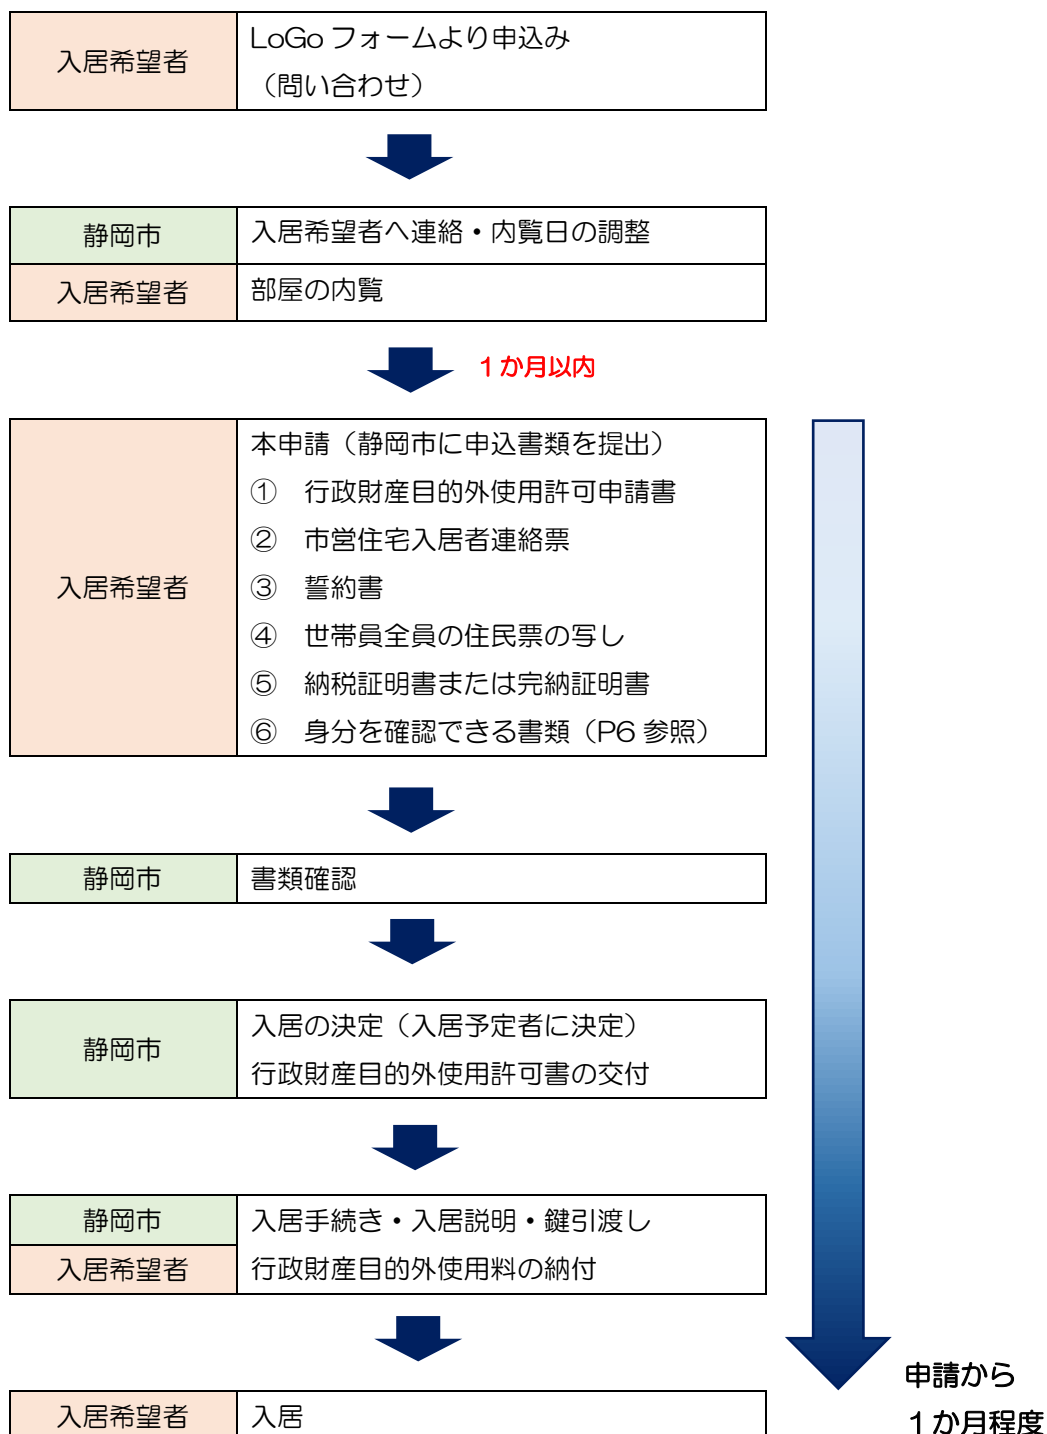 入居希望者
LoGo フォームより申込み
（問い合わせ）
静岡市
入居希望者へ連絡・内覧日の調整
入居希望者
部屋の内覧
１か月以内
入居希望者
本申請（静岡市に申込書類を提出）
① 行政財産目的外使用許可申請書
② 市営住宅入居者連絡票
③ 誓約書
④ 世帯員全員の住民票の写し
⑤ 納税証明書または完納証明書
⑥ 身分を確認できる書類（P6 参照）
静岡市
書類確認
静岡市
入居の決定（入居予定者に決定）
行政財産目的外使用許可書の交付
静岡市
入居手続き・入居説明・鍵引渡し
入居希望者
行政財産目的外使用料の納付
入居希望者
入居
申請から
１か月程度